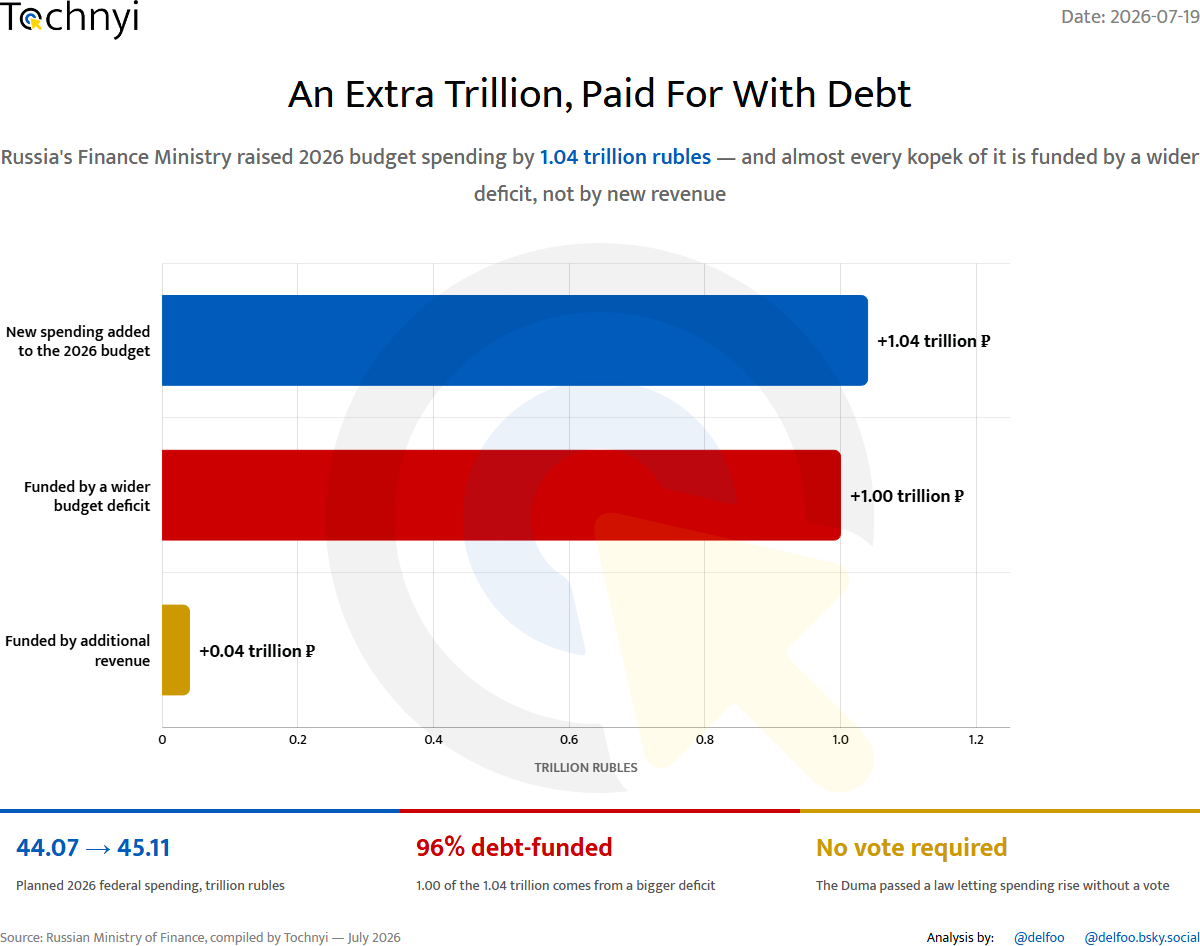 Tochnyi
Date: 2026-07-19
An Extra Trillion, Paid For With Debt
Russia's Finance Ministry raised 2026 budget spending by 1.04 trillion rubles — and almost every kopek of it is funded by a wider
deficit, not by new revenue
New spending added
to the 2026 budget
+1.04 trillion ₽
Funded by a wider
budget deficit
+1.00 trillion ₽
Funded by additional
revenue
+0.04 trillion ₽
0 0.2 0.4 0.6 0.8 1.0 1.2
TRILLION RUBLES
44.07 → 45.11
Planned 2026 federal spending, trillion rubles
96% debt-funded
1.00 of the 1.04 trillion comes from a bigger deficit
No vote required
The Duma passed a law letting spending rise without a vote
Source: Russian Ministry of Finance, compiled by Tochnyi — July 2026
Analysis by: @delfoo @delfoo.bsky.social